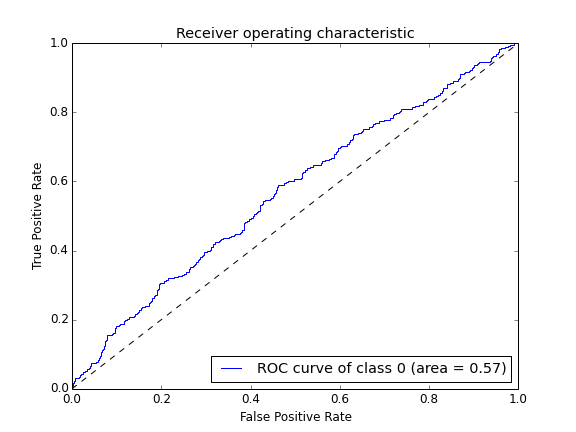 Receiver operating characteristic
1.0
0.8
0.6
0.4
0.2
0.0
True Positive Rate
ROC curve of class 0 (area = 0.57)
0.0 0.2 0.4 0.6 0.8 1.0
False Positive Rate